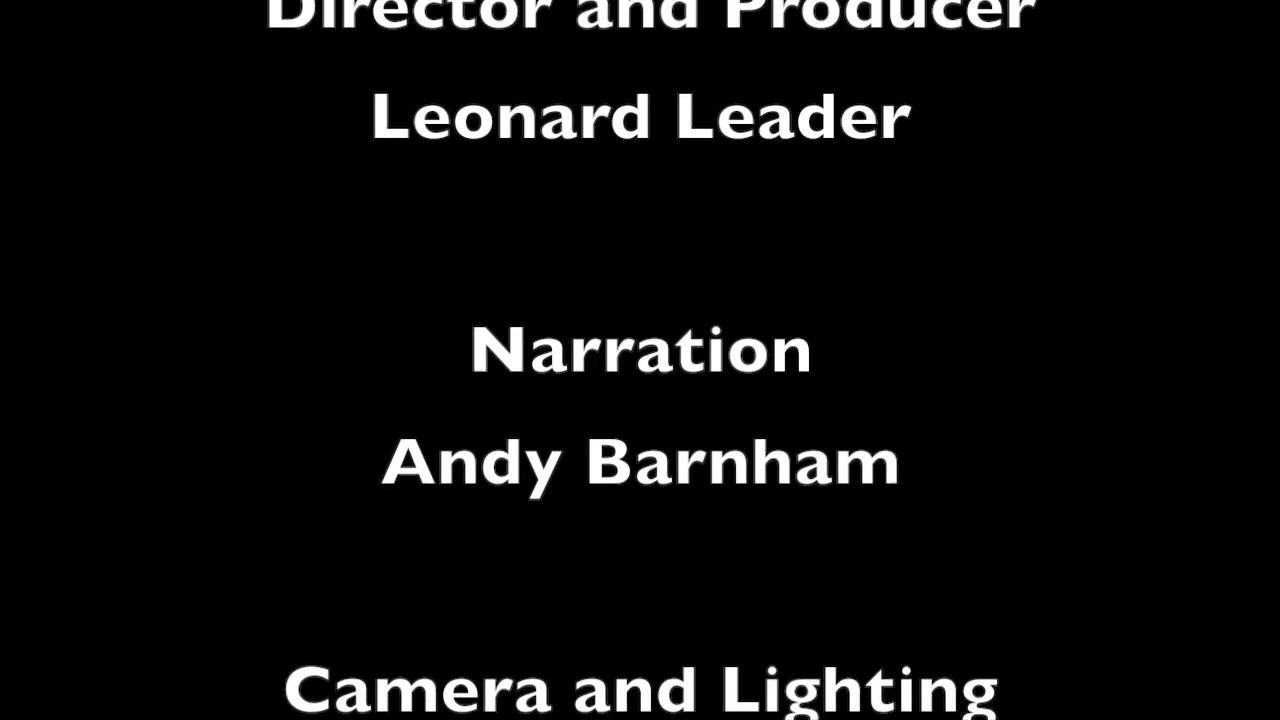 Director and Producer
Leonard Leader
Narration
Andy Barnham
Camera and Lighting